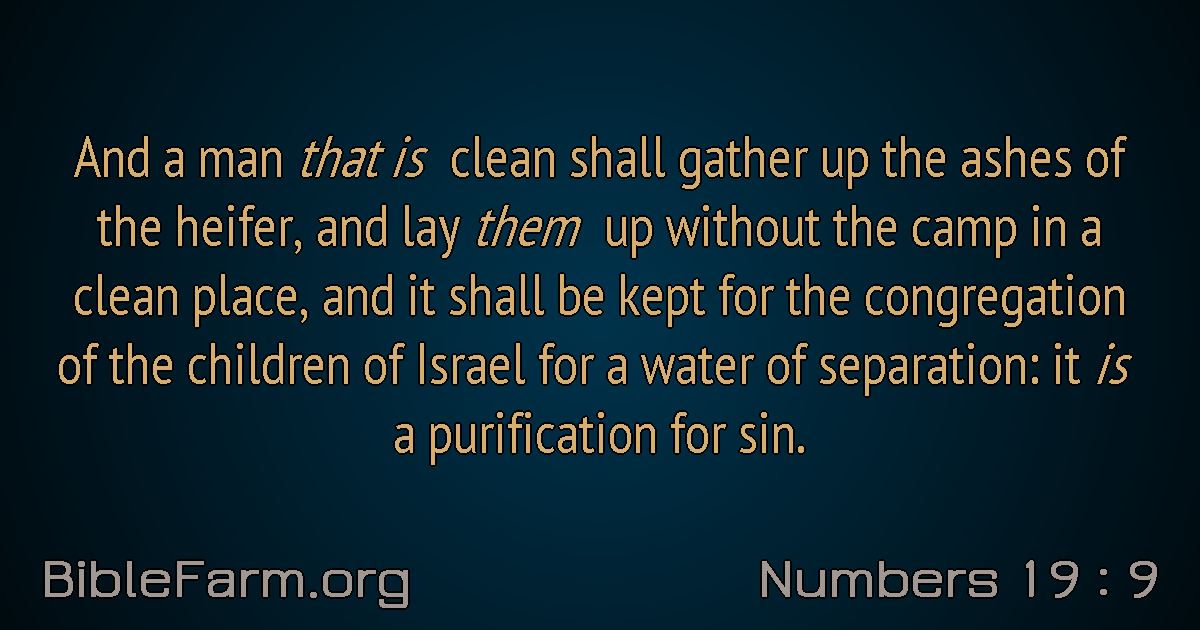 And a man that is clean shall gather up the ashes of
the heifer, and lay them up without the camp in a
clean place, and it shall be kept for the congregation
of the children of Israel for a water of separation: it is
a purification for sin.
BibleFarm.org
Numbers 19 : 9